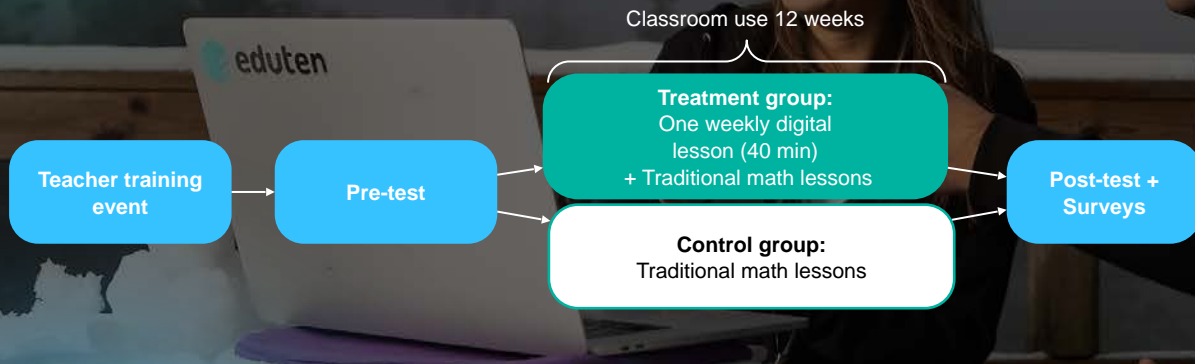 Classroom use 12 weeks
eduten
Treatment group:
One weekly digital
lesson (40 min)
+ Traditional math lessons
Teacher training
event
Pre-test
Post-test +
Surveys
Control group:
Traditional math lessons